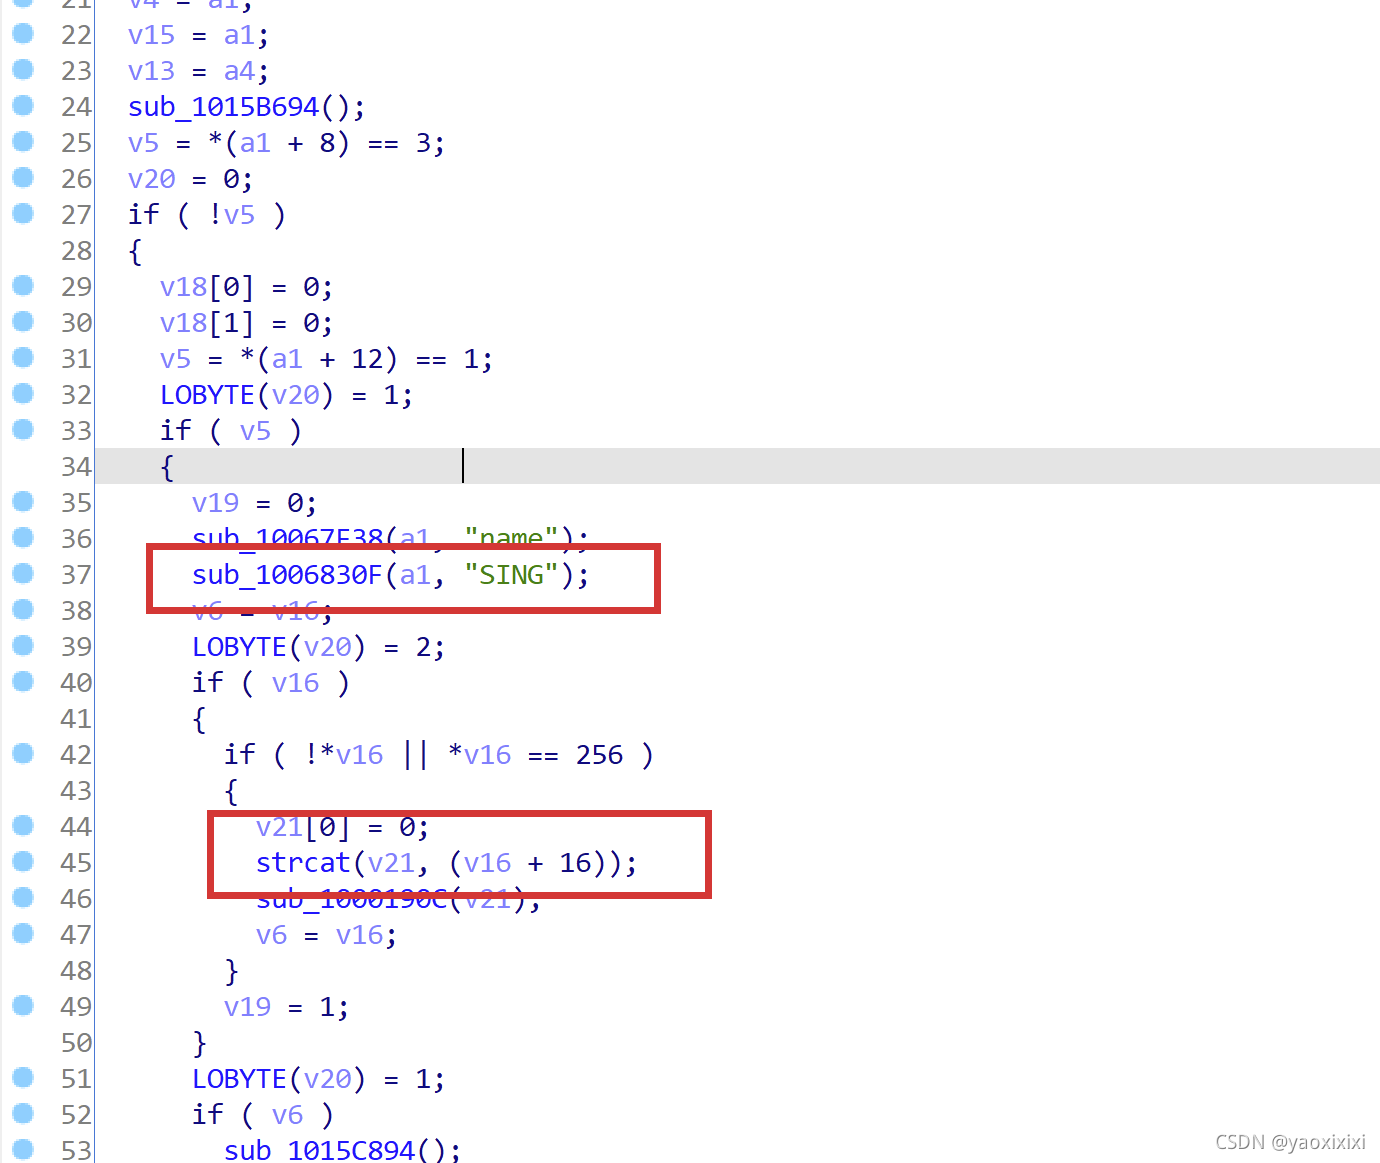 21 v4 = a1;
22 v15 = a1;
23 v13 = a4;
24 sub_1015B694();
25 v5 = *(a1 + 8) == 3;
26 v20 = 0;
27 if ( !v5 )
28 {
29 v18[0] = 0;
30 v18[1] = 0;
31 v5 = *(a1 + 12) == 1;
32 LOBYTE(v20) = 1;
33 if ( v5 )
34 {
35 v19 = 0;
36 sub_10067E38(a1, "name");
37 sub_1006830F(a1, "SING");
38 v6 = v16;
39 LOBYTE(v20) = 2;
40 if ( v16 )
41 {
42 if ( !*v16 || *v16 == 256 )
43 {
44 v21[0] = 0;
45 strcat(v21, (v16 + 16));
46 sub_1000190C(v21);
47 v6 = v16;
48 }
49 v19 = 1;
50 }
51 LOBYTE(v20) = 1;
52 if ( v6 )
53 sub_1015C894();
CSDN @yaoxixixi